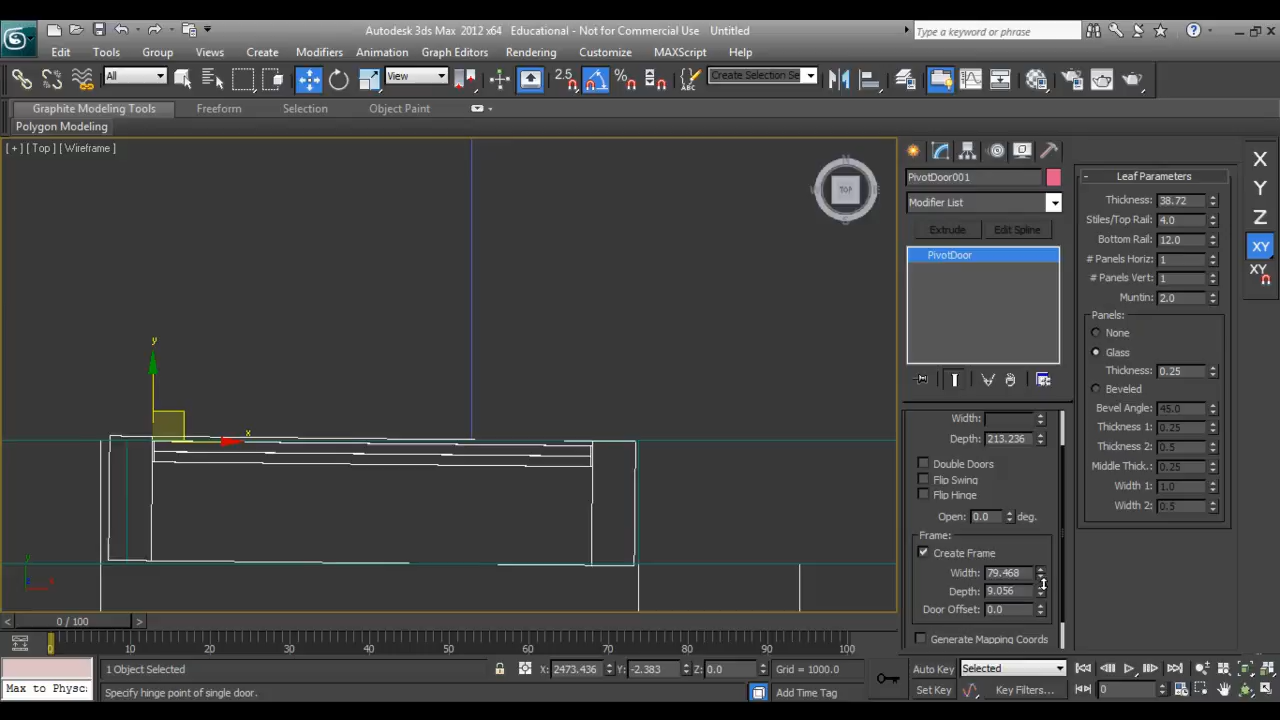 Autodesk 3ds Max 2012 x64 Educational - Not for Commercial Use Untitled
Type a keyword or phrase
Edit Tools Group Views Create Modifiers Animation Graph Editors Rendering Customize MAXScript Help
All View 2.5 Create Selection Se
Graphite Modeling Tools Freeform Selection Object Paint
Polygon Modeling
[ + ] [ Top ] [ Wireframe ]
TOP
y
x
PivotDoor001
Modifier List
Extrude Edit Spline
PivotDoor
Width:
Depth: 213.236
Double Doors
Flip Swing
Flip Hinge
Open: 0.0 deg.
Frame:
Create Frame
Width: 79.468
Depth: 9.056
Door Offset: 0.0
Generate Mapping Coords
- Leaf Parameters
Thickness: 38.72
Stiles/Top Rail: 4.0
Bottom Rail: 12.0
# Panels Horiz: 1
# Panels Vert: 1
Muntin: 2.0
Panels:
None
Glass
Thickness: 0.25
Beveled
Bevel Angle: 45.0
Thickness 1: 0.25
Thickness 2: 0.5
Middle Thick.: 0.25
Width 1: 1.0
Width 2: 0.5
X
Y
Z
XY
XY
< 0 / 100 >
0 10 20 30 40 50 60 70 80 90 100
1 Object Selected X: 2473.436 Y: -2.383 Z: 0.0 Grid = 1000.0 Auto Key Selected
Max to Physc: Specify hinge point of single door. Add Time Tag Set Key Key Filters... 0